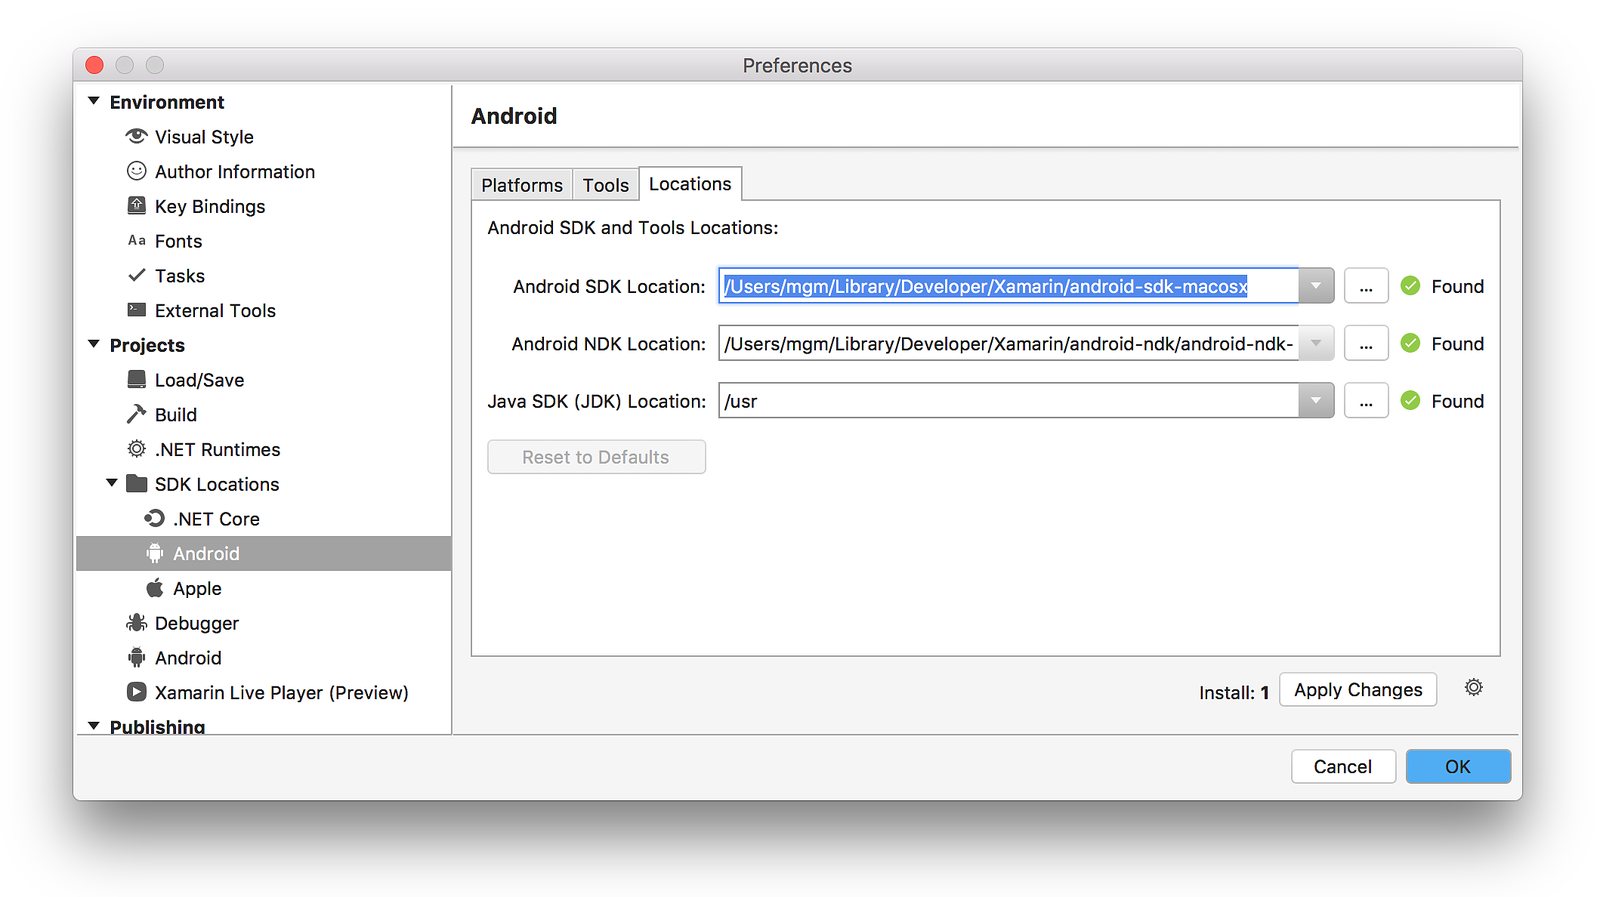 Preferences
Environment
Visual Style
Author Information
Key Bindings
Aa Fonts
Tasks
External Tools
Projects
Load/Save
Build
.NET Runtimes
SDK Locations
.NET Core
Android
Apple
Debugger
Android
Xamarin Live Player (Preview)
Publishing
Android
Platforms Tools Locations
Android SDK and Tools Locations:
Android SDK Location: /Users/mgm/Library/Developer/Xamarin/android-sdk-macosx ... Found
Android NDK Location: /Users/mgm/Library/Developer/Xamarin/android-ndk/android-ndk- ... Found
Java SDK (JDK) Location: /usr ... Found
Reset to Defaults
Install: 1 Apply Changes
Cancel OK